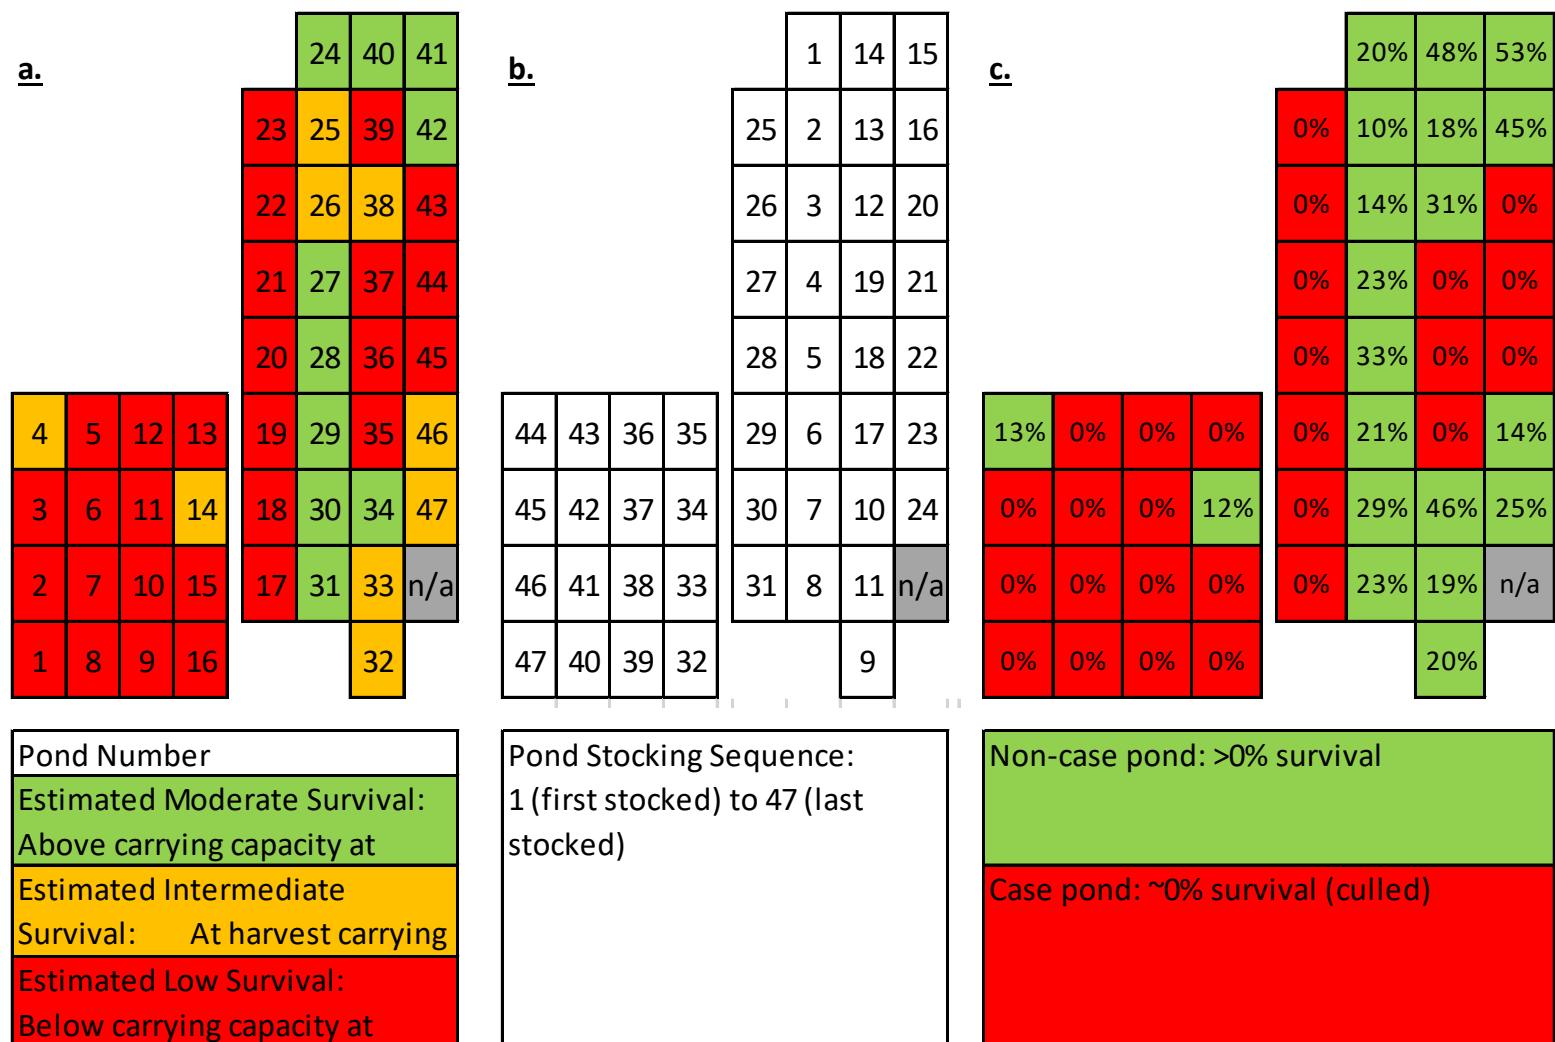 a.
24 40 41
23 25 39 42
22 26 38 43
21 27 37 44
20 28 36 45
4 5 12 13 19 29 35 46
3 6 11 14 18 30 34 47
2 7 10 15 17 31 33 n/a
1 8 9 16 32
Pond Number
Estimated Moderate Survival:
Above carrying capacity at
Estimated Intermediate
Survival: At harvest carrying
Estimated Low Survival:
Below carrying capacity at
b.
1 14 15
25 2 13 16
26 3 12 20
27 4 19 21
28 5 18 22
44 43 36 35 29 6 17 23
45 42 37 34 30 7 10 24
46 41 38 33 31 8 11 n/a
47 40 39 32 9
Pond Stocking Sequence:
1 (first stocked) to 47 (last
stocked)
c.
20% 48% 53%
0% 10% 18% 45%
0% 14% 31% 0%
0% 23% 0% 0%
0% 33% 0% 0%
13% 0% 0% 0% 0% 21% 0% 14%
0% 0% 0% 12% 0% 29% 46% 25%
0% 0% 0% 0% 0% 23% 19% n/a
0% 0% 0% 0% 20%
Non-case pond: >0% survival
Case pond: ~0% survival (culled)